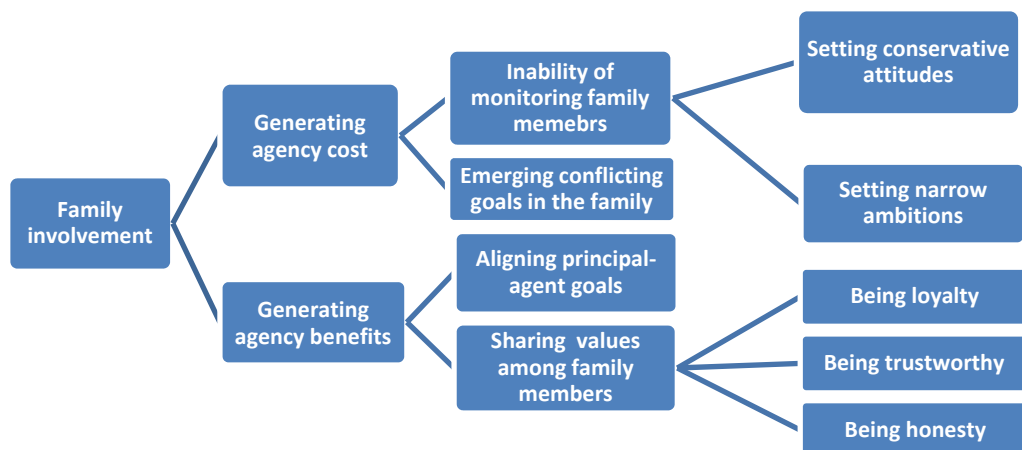 Family
involvement
Generating
agency cost
Inability of
monitoring family
memebrs
Setting conservative
attitudes
Setting narrow
ambitions
Emerging conflicting
goals in the family
Generating
agency benefits
Aligning principal-
agent goals
Sharing values
among family
members
Being loyalty
Being trustworthy
Being honesty